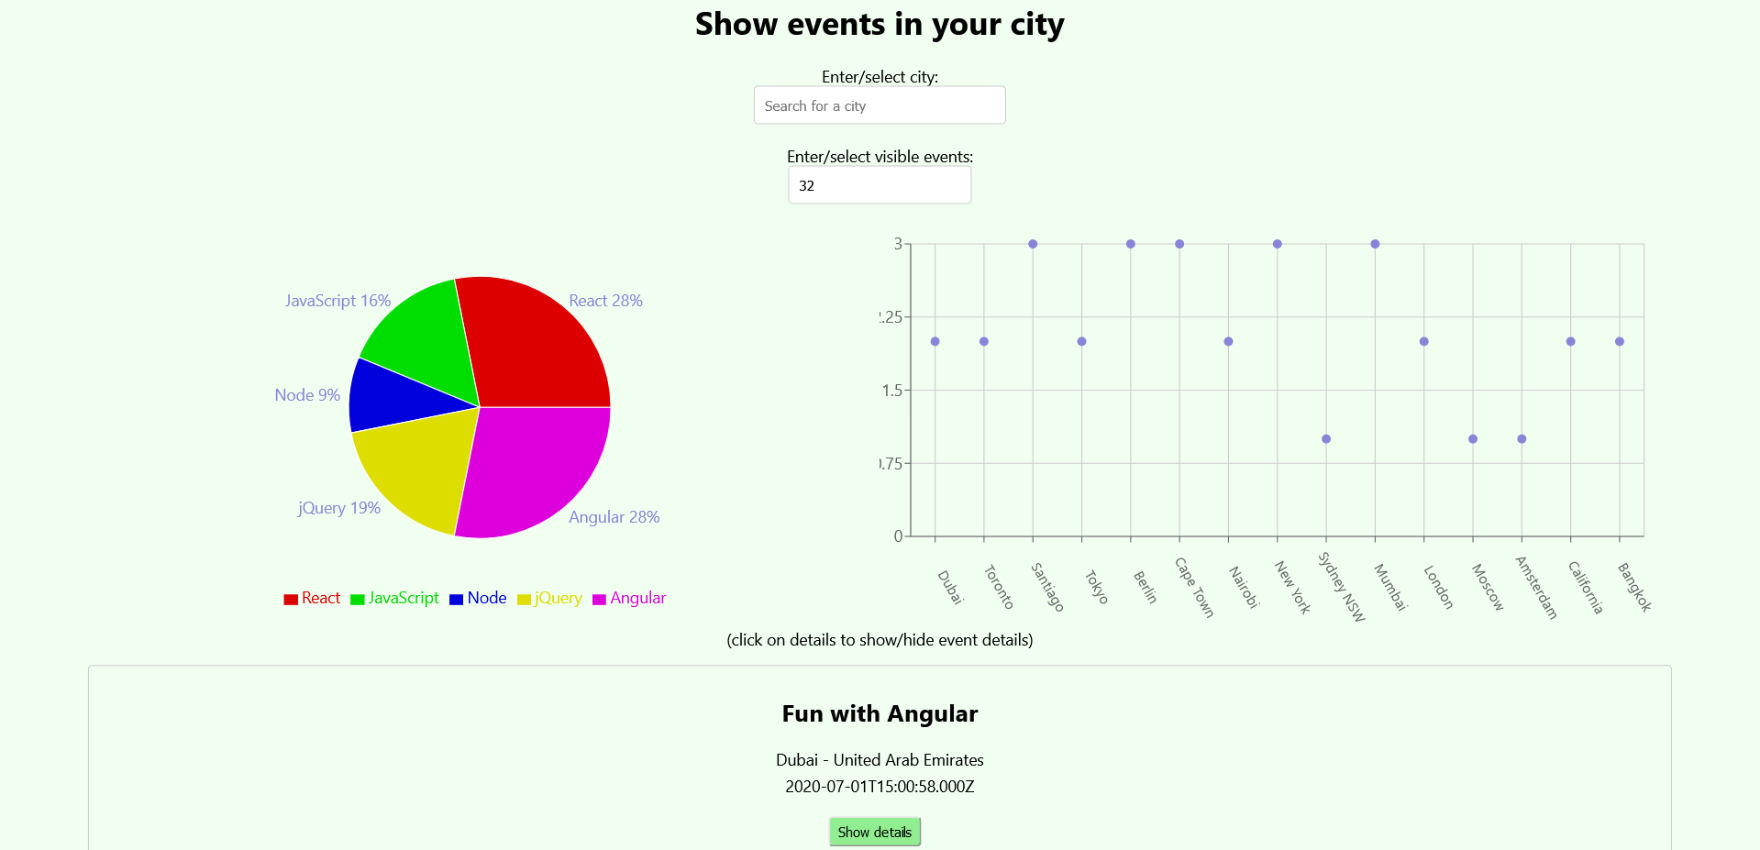 Show events in your city
Enter/select city:
Search for a city
Enter/select visible events:
32
JavaScript 16%
React 28%
Node 9%
jQuery 19%
Angular 28%
React JavaScript Node jQuery Angular
3
.25
1.5
.75
0
Dubai
Toronto
Santiago
Tokyo
Berlin
Cape Town
Nairobi
New York
Sydney NSW
Mumbai
London
Moscow
Amsterdam
California
Bangkok
(click on details to show/hide event details)
Fun with Angular
Dubai - United Arab Emirates
2020-07-01T15:00:58.000Z
Show details